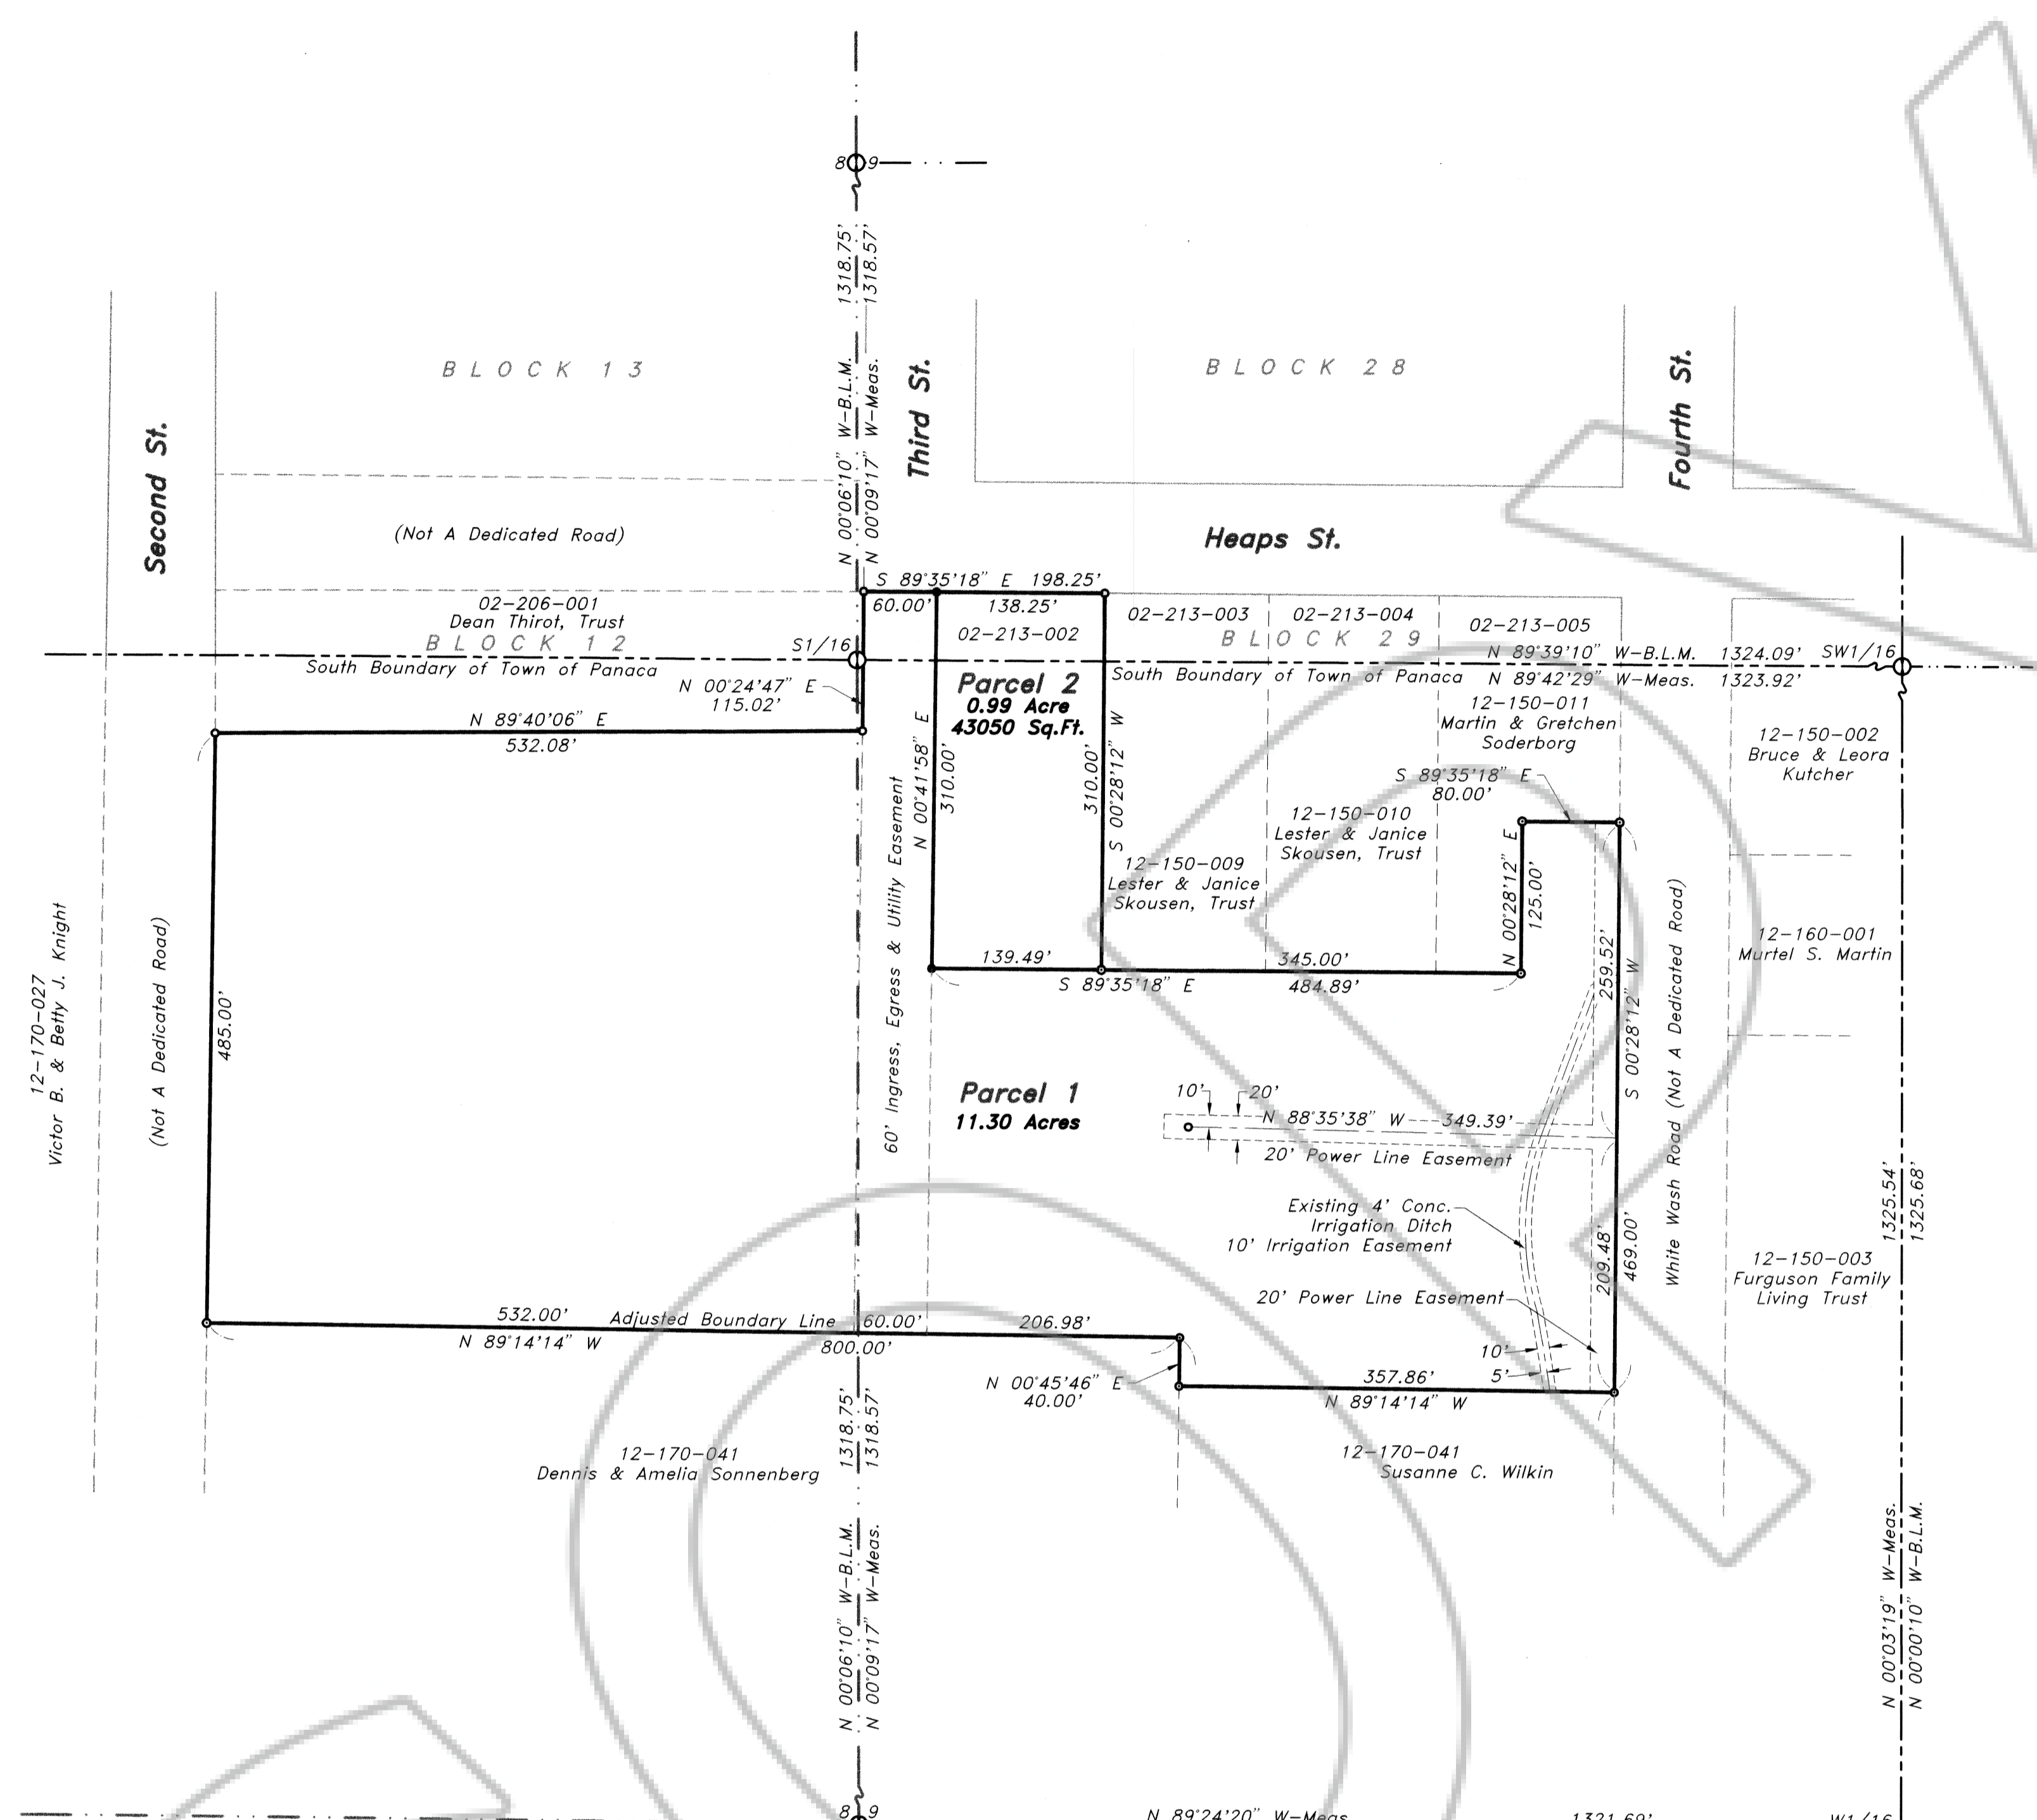 8 9
1318.75'
1318.57'
N 00°06'10" W-B.L.M.
N 00°09'17" W-Meas.
BLOCK 13
BLOCK 28
Second St.
Third St.
Fourth St.
(Not A Dedicated Road)
Heaps St.
S 89°35'18" E 198.25'
60.00'
138.25'
02-206-001
Dean Thirot, Trust
BLOCK 12
S1/16
South Boundary of Town of Panaca
02-213-002
02-213-003
02-213-004
02-213-005
BLOCK 29
N 89°39'10" W-B.L.M. 1324.09' SW1/16
South Boundary of Town of Panaca N 89°42'29" W-Meas. 1323.92'
N 00°24'47" E
115.02'
Parcel 2
0.99 Acre
43050 Sq.Ft.
N 89°40'06" E
532.08'
N 00°41'58" E
310.00'
310.00'
S 00°28'12" W
12-150-011
Martin & Gretchen
Soderborg
12-150-002
Bruce & Leora
Kutcher
S 89°35'18" E
80.00'
12-150-010
Lester & Janice
Skousen, Trust
12-150-009
Lester & Janice
Skousen, Trust
N 00°28'12" E
125.00'
60' Ingress, Egress & Utility Easement
12-170-027
Victor B. & Betty J. Knight
(Not A Dedicated Road)
485.00'
139.49'
345.00'
S 89°35'18" E
484.89'
259.52'
S 00°28'12" W
White Wash Road (Not A Dedicated Road)
12-160-001
Murtel S. Martin
Parcel 1
11.30 Acres
10'
20'
N 88°35'38" W
349.39'
20' Power Line Easement
Existing 4' Conc.
Irrigation Ditch
10' Irrigation Easement
20' Power Line Easement
209.48'
469.00'
12-150-003
Furguson Family
Living Trust
1325.54'
1325.68'
532.00' Adjusted Boundary Line 60.00' 206.98'
N 89°14'14" W
800.00'
10'
5'
N 00°45'46" E
40.00'
357.86'
N 89°14'14" W
1318.75'
1318.57'
12-170-041
Dennis & Amelia Sonnenberg
12-170-041
Susanne C. Wilkin
N 00°06'10" W-B.L.M.
N 00°09'17" W-Meas.
N 00°03'19" W-Meas.
N 00°00'10" W-B.L.M.
8 9
N 89°24'20" W-Meas. 1321.69' W1/16